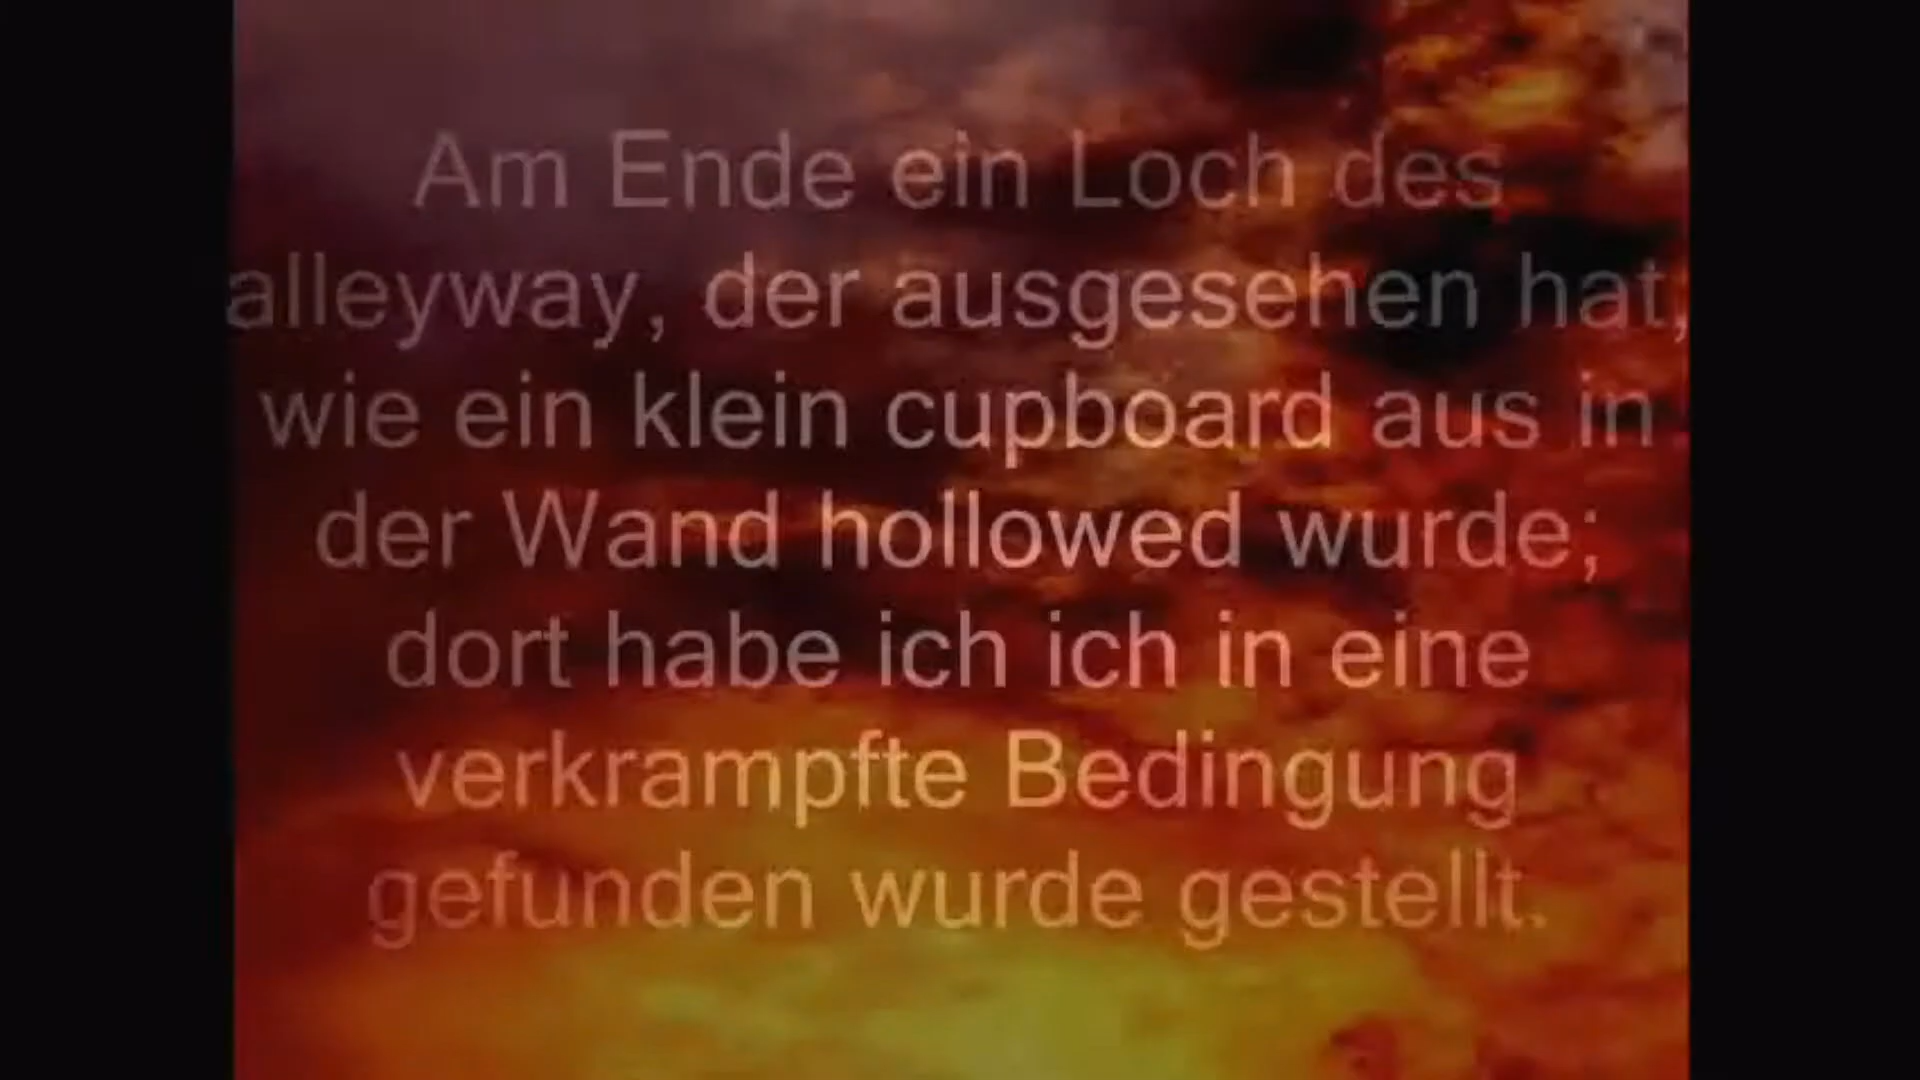 Am Ende ein Loch des
alleyway, der ausgesehen hat,
wie ein klein cupboard aus in
der Wand hollowed wurde;
dort habe ich ich in eine
verkrampfte Bedingung
gefunden wurde gestellt.